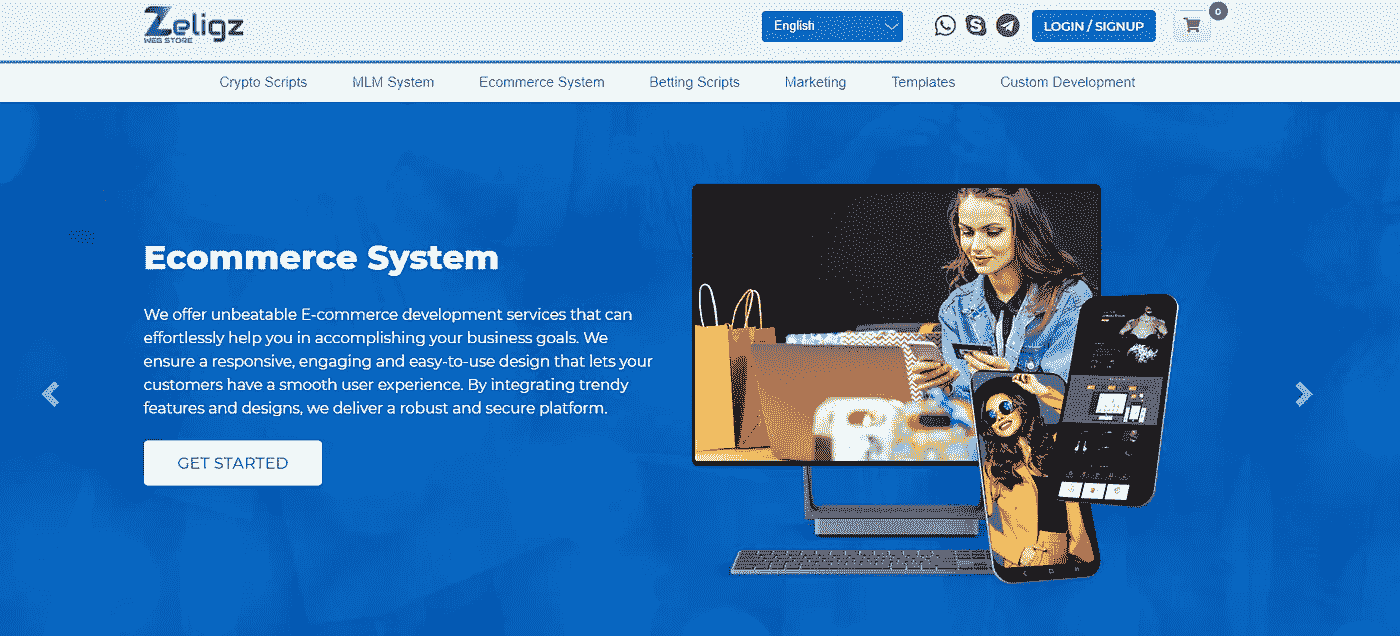 Zeligz
WEB STORE
English
LOGIN / SIGNUP
0
Crypto Scripts
MLM System
Ecommerce System
Betting Scripts
Marketing
Templates
Custom Development
Ecommerce System
We offer unbeatable E-commerce development services that can
effortlessly help you in accomplishing your business goals. We
ensure a responsive, engaging and easy-to-use design that lets your
customers have a smooth user experience. By integrating trendy
features and designs, we deliver a robust and secure platform.
GET STARTED